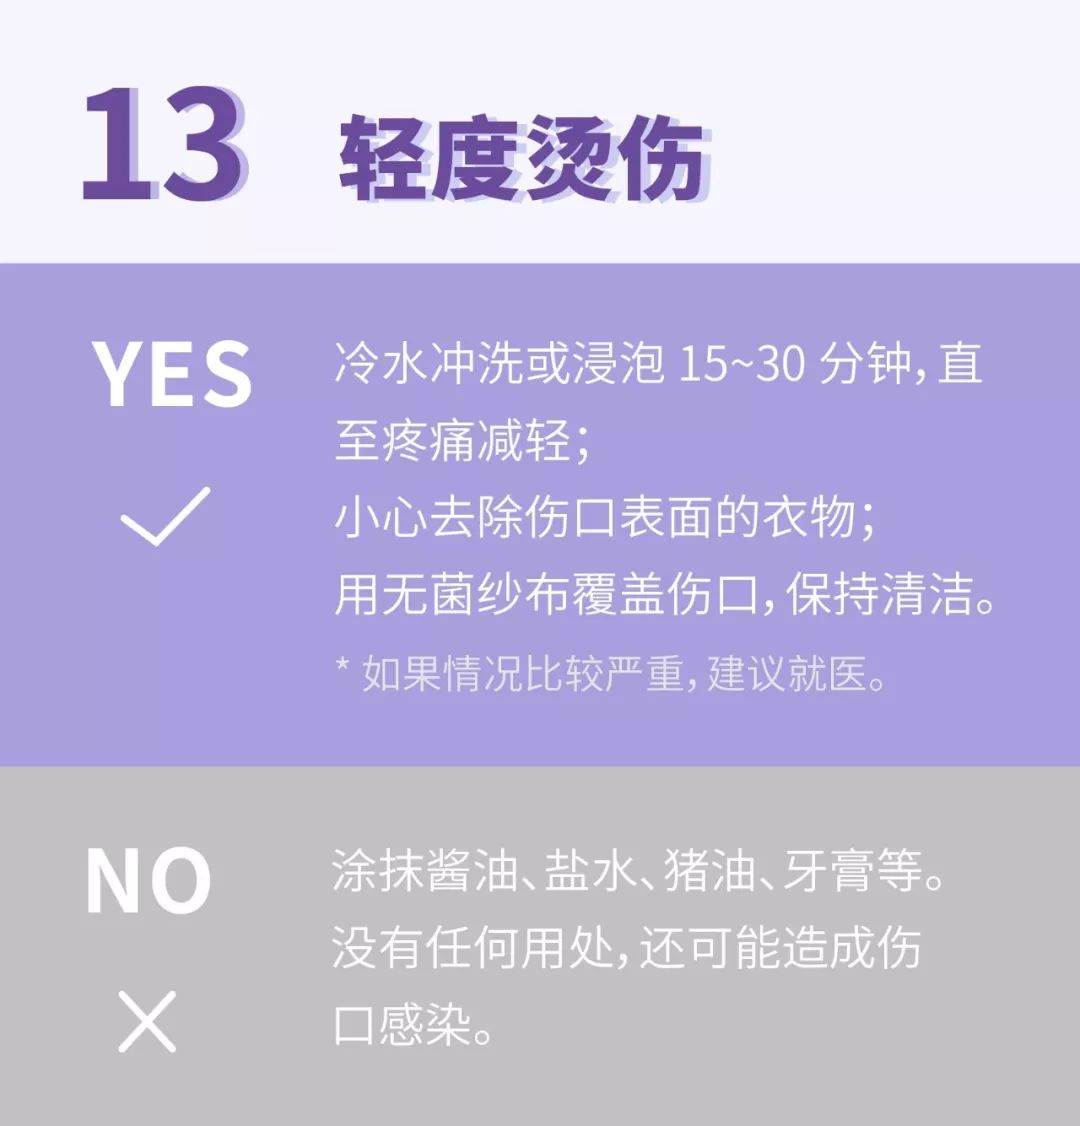 13 轻度烫伤
YES
冷水冲洗或浸泡 15~30 分钟，直
至疼痛减轻；
小心去除伤口表面的衣物；
用无菌纱布覆盖伤口，保持清洁。
* 如果情况比较严重，建议就医。
NO
涂抹酱油、盐水、猪油、牙膏等。
没有任何用处，还可能造成伤
口感染。